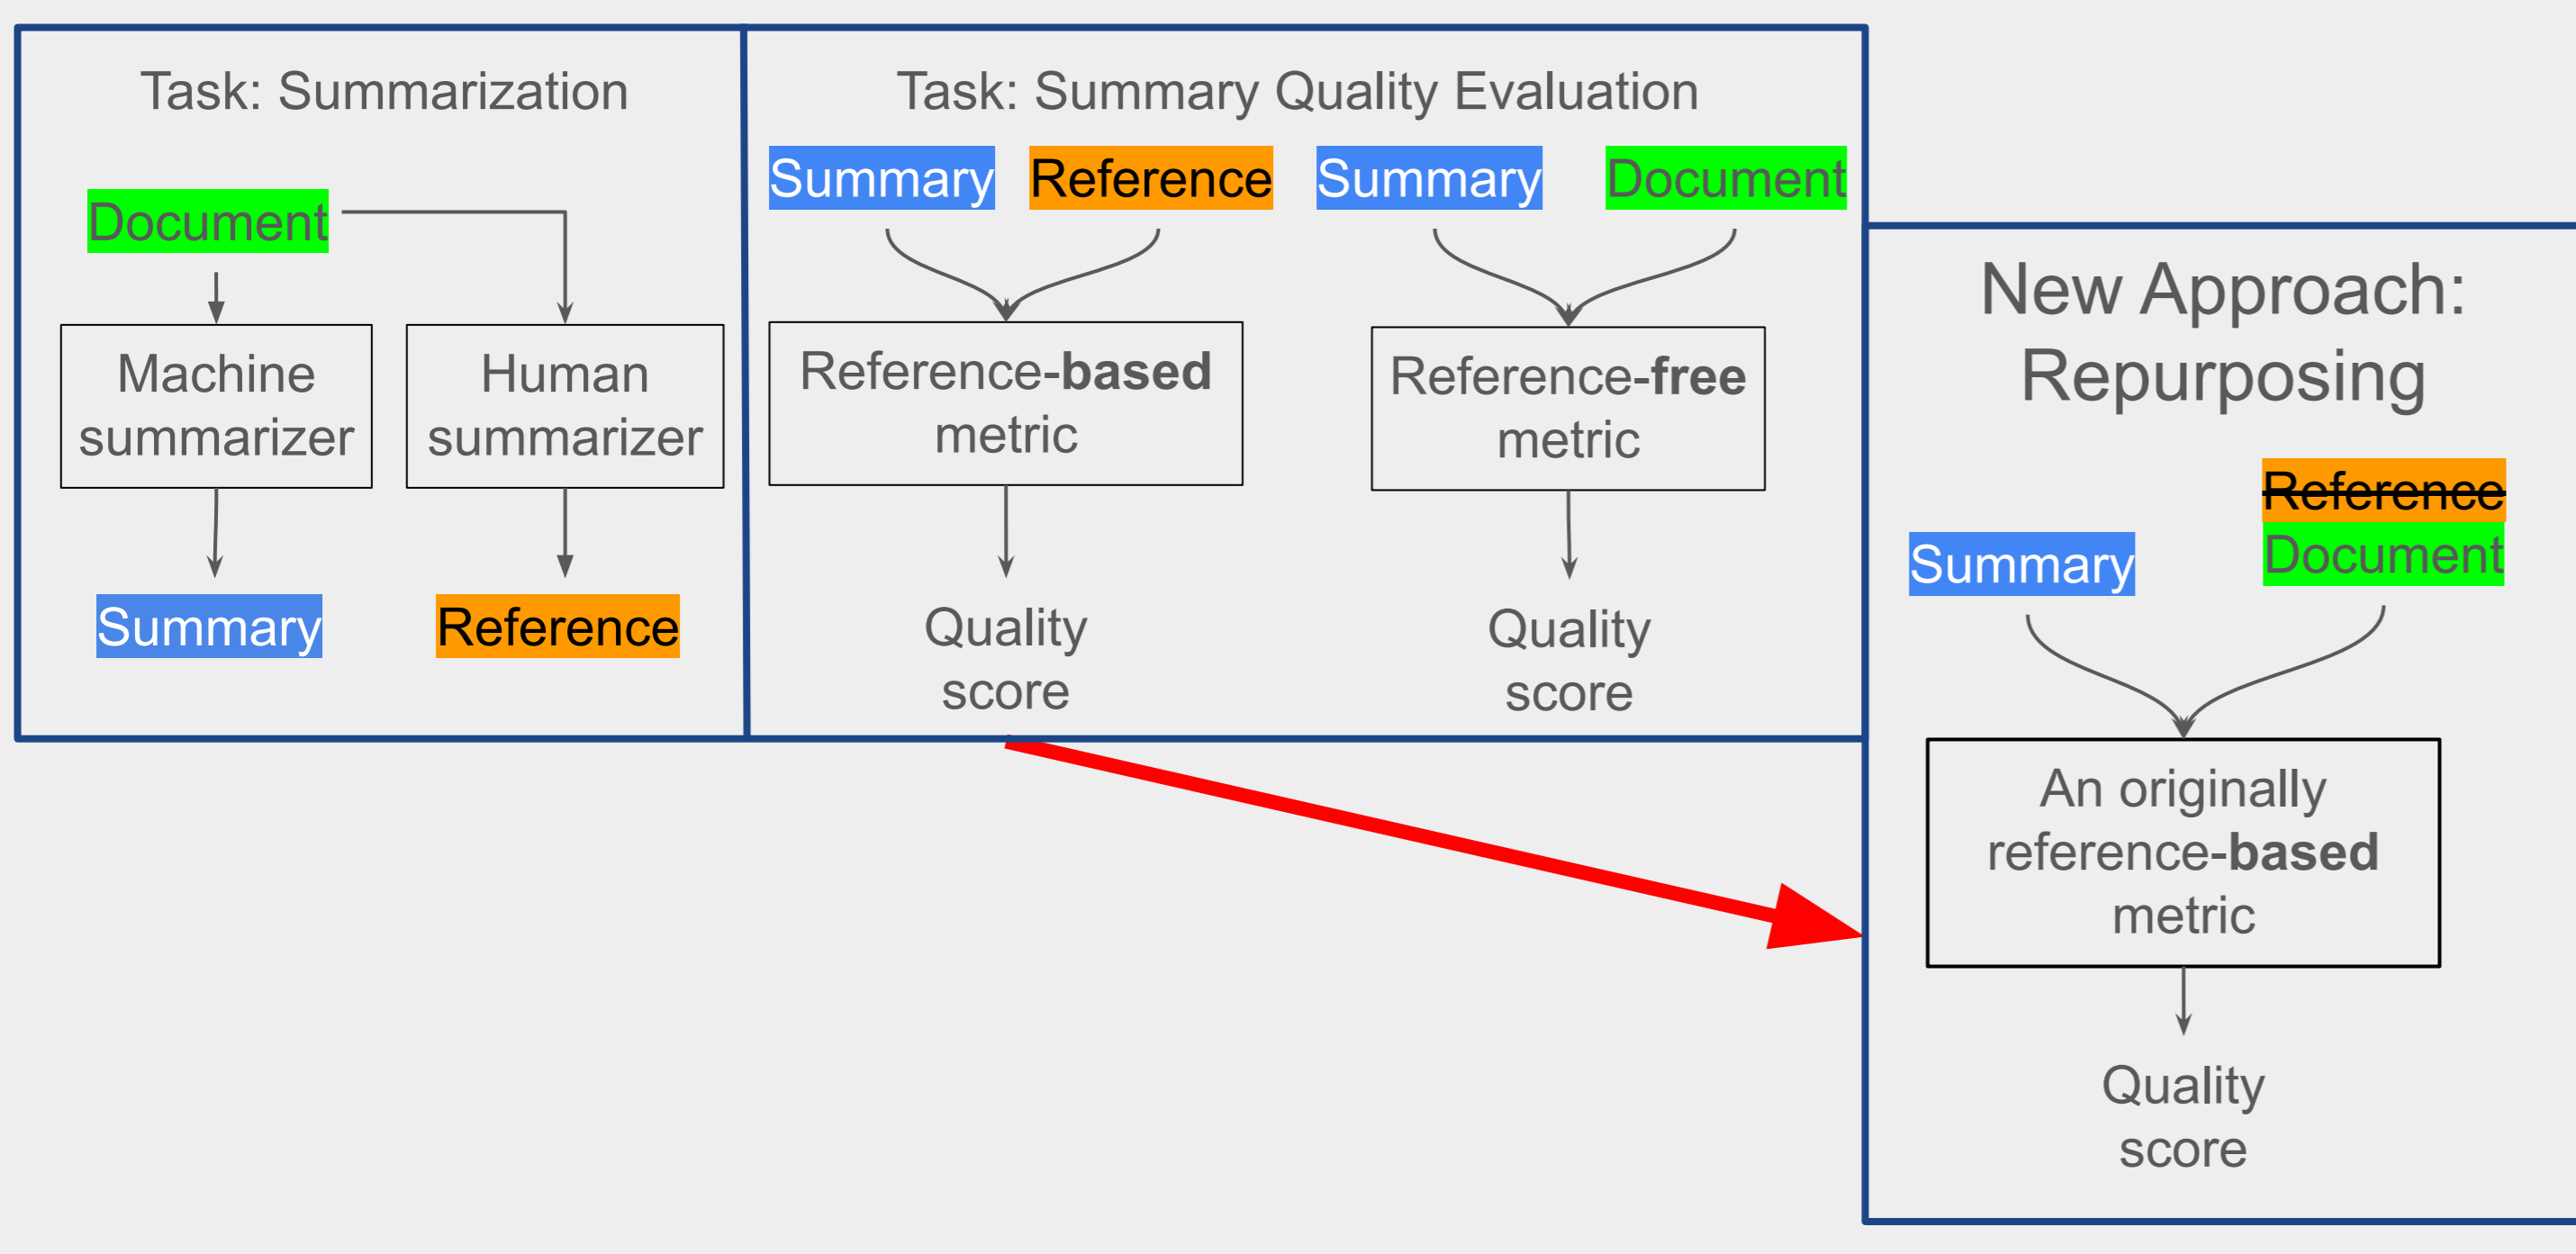 Task: Summarization
Document
Machine
summarizer
Human
summarizer
Summary
Reference
Task: Summary Quality Evaluation
Summary
Reference
Reference-based
metric
Quality
score
Summary
Document
Reference-free
metric
Quality
score
New Approach:
Repurposing
Summary
Reference
Document
An originally
reference-based
metric
Quality
score